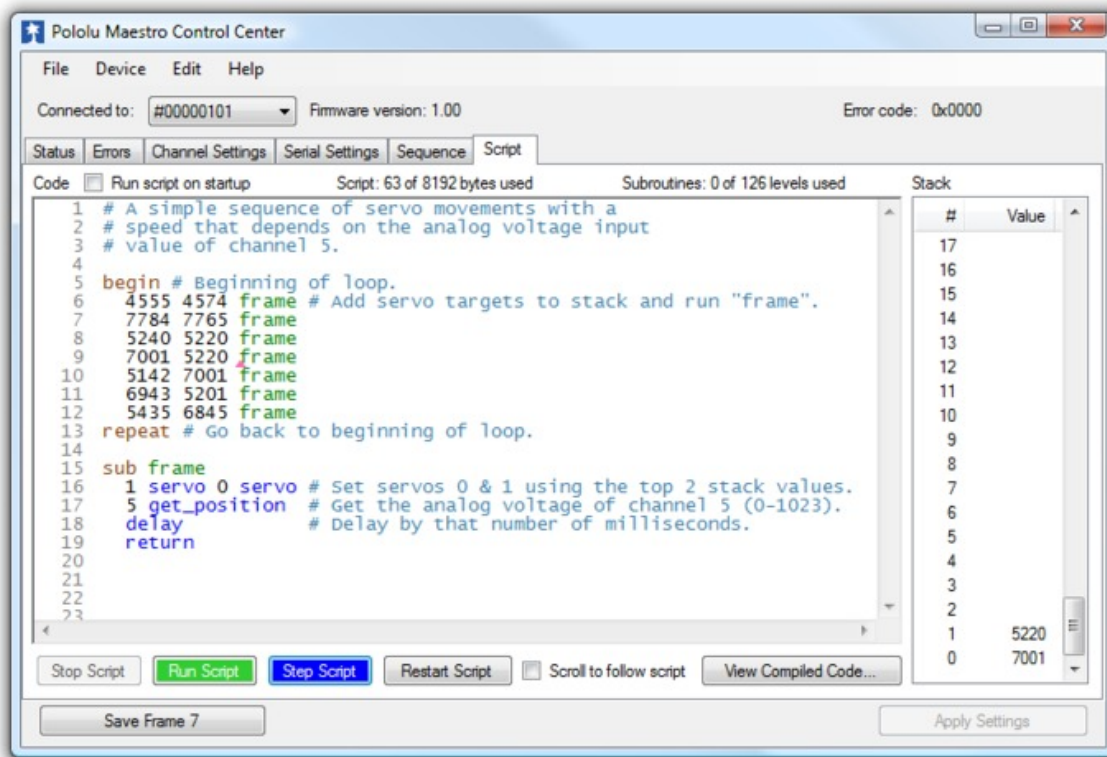 Pololu Maestro Control Center
File Device Edit Help
Connected to: #00000101 Firmware version: 1.00 Error code: 0x0000
Status Errors Channel Settings Serial Settings Sequence Script
Code Run script on startup Script: 63 of 8192 bytes used Subroutines: 0 of 126 levels used Stack
1 # A simple sequence of servo movements with a
2 # speed that depends on the analog voltage input
3 # value of channel 5.
4
5 begin # Beginning of loop.
6 4555 4574 frame # Add servo targets to stack and run "frame".
7 7784 7765 frame
8 5240 5220 frame
9 7001 5220 frame
10 5142 7001 frame
11 6943 5201 frame
12 5435 6845 frame
13 repeat # Go back to beginning of loop.
14
15 sub frame
16 1 servo 0 servo # Set servos 0 & 1 using the top 2 stack values.
17 5 get_position # Get the analog voltage of channel 5 (0-1023).
18 delay # Delay by that number of milliseconds.
19 return
20
21
22
23
# Value
17
16
15
14
13
12
11
10
9
8
7
6
5
4
3
2
1 5220
0 7001
Stop Script Run Script Step Script Restart Script Scroll to follow script View Compiled Code...
Save Frame 7 Apply Settings